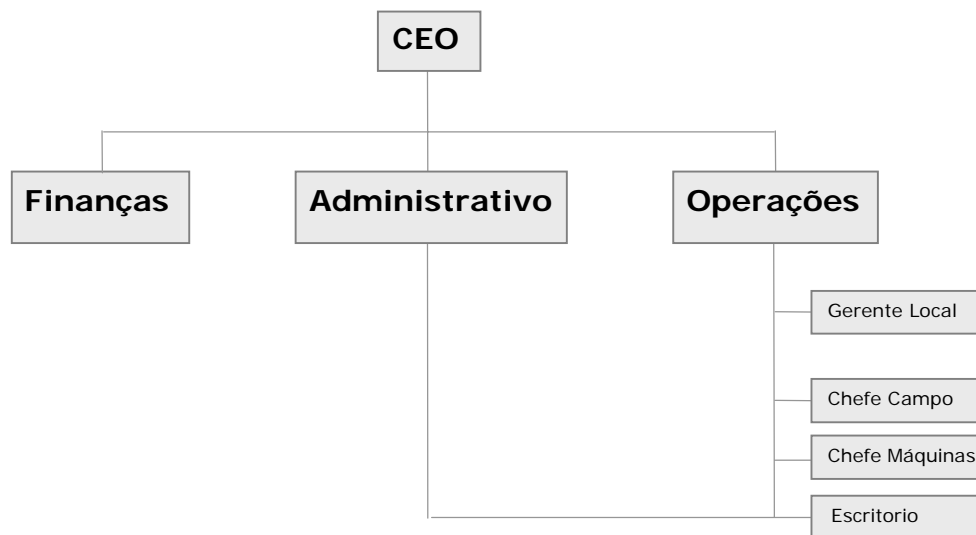 CEO
Finanças
Administrativo
Operações
Gerente Local
Chefe Campo
Chefe Máquinas
Escritorio